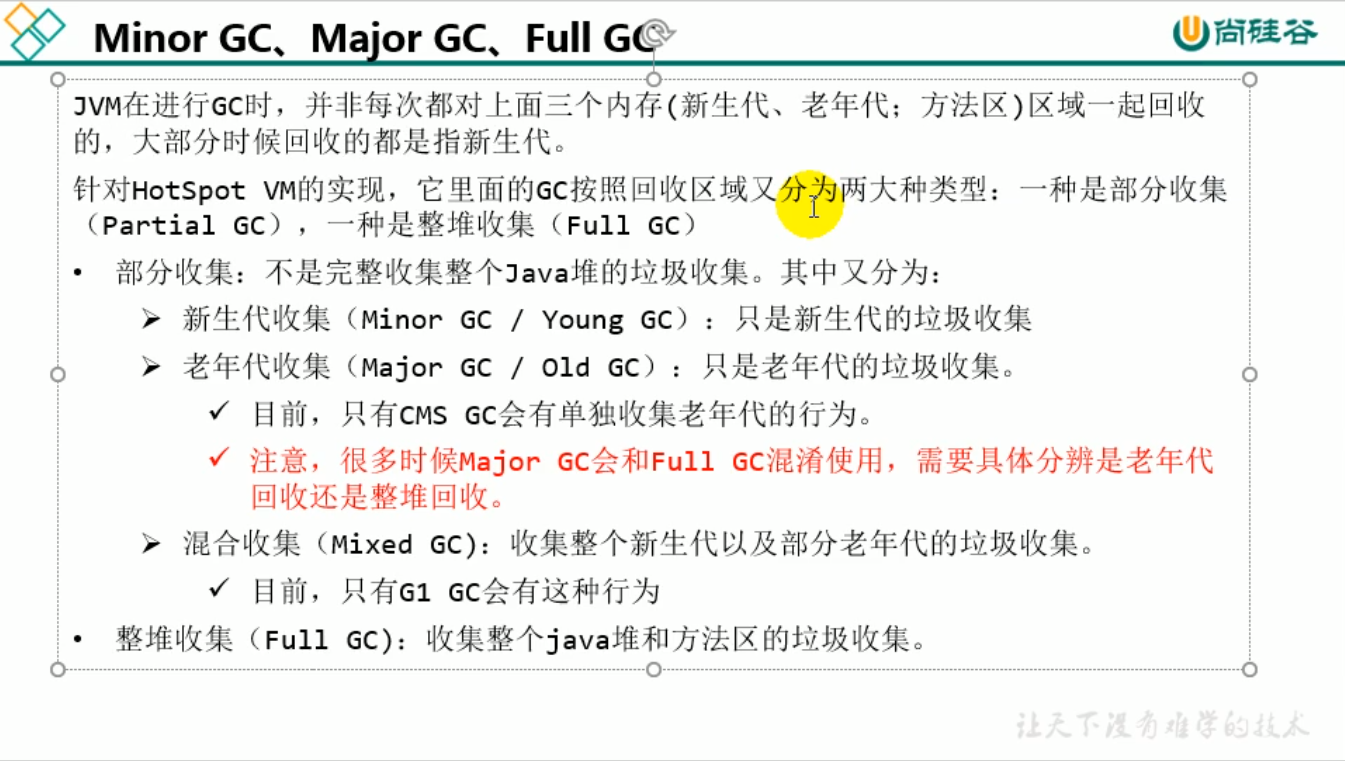 Minor GC、Major GC、Full GC
尚硅谷
JVM在进行GC时，并非每次都对上面三个内存(新生代、老年代；方法区)区域一起回收
的，大部分时候回收的都是指新生代。
针对HotSpot VM的实现，它里面的GC按照回收区域又分为两大种类型：一种是部分收集
（Partial GC），一种是整堆收集（Full GC）
• 部分收集：不是完整收集整个Java堆的垃圾收集。其中又分为：
➢ 新生代收集（Minor GC / Young GC）：只是新生代的垃圾收集
➢ 老年代收集（Major GC / Old GC）：只是老年代的垃圾收集。
✓ 目前，只有CMS GC会有单独收集老年代的行为。
✓ 注意，很多时候Major GC会和Full GC混淆使用，需要具体分辨是老年代
回收还是整堆回收。
➢ 混合收集（Mixed GC)：收集整个新生代以及部分老年代的垃圾收集。
✓ 目前，只有G1 GC会有这种行为
• 整堆收集（Full GC)：收集整个java堆和方法区的垃圾收集。
让天下没有难学的技术